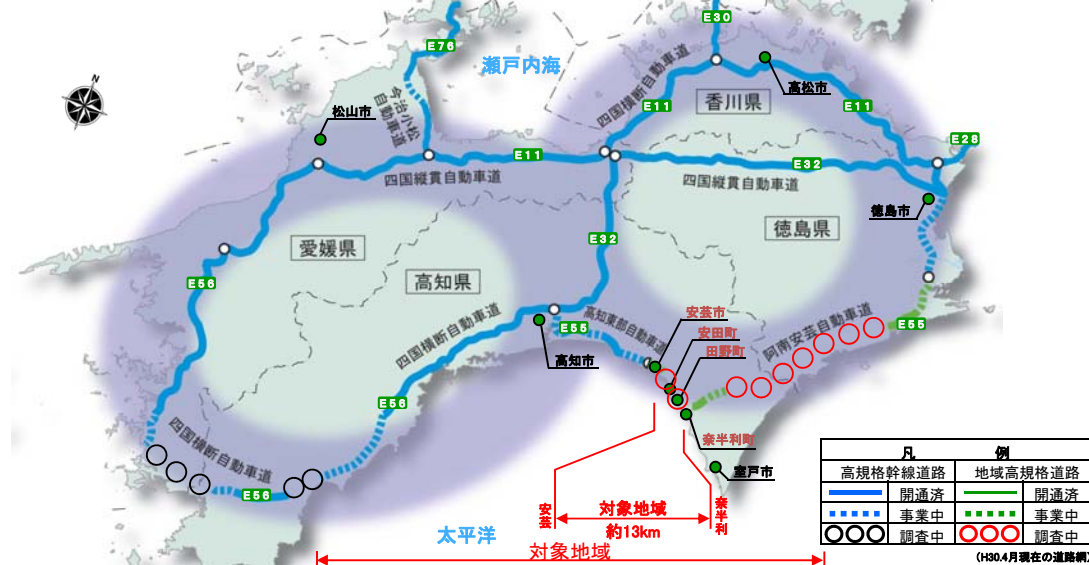 E30
E76
瀬戸内海
N
高松市
四国横断自動車道
香川県
E11
E11
今治小松
自動車道
松山市
E28
E11
E32
四国縦貫自動車道
四国縦貫自動車道
徳島市
徳島県
愛媛県
E32
高知県
E56
安芸市
高知東部自動車道
E55
安田町
阿南安芸自動車道
E55
田野町
四国横断自動車道
高知市
E56
奈半利町
室戸市
四国横断自動車道
E56
安芸
対象地域
約13km
奈半利
太平洋
対象地域
凡 例
高規格幹線道路 地域高規格道路
開通済 開通済
事業中 事業中
調査中 調査中
(H30.4月現在の道路網)